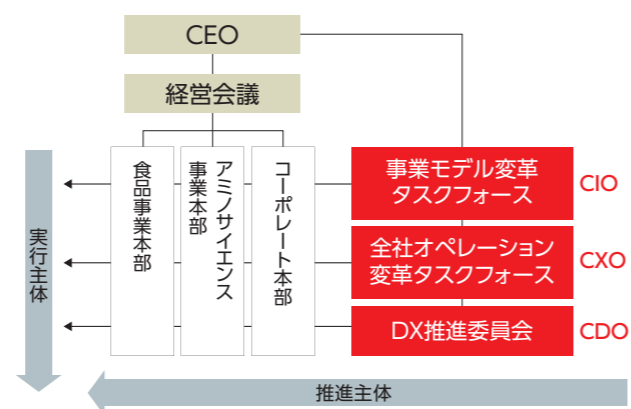 CEO
経営会議
実行主体
食品事業本部
アミノサイエンス
事業本部
コーポレート本部
事業モデル変革
タスクフォース
CIO
全社オペレーション
変革タスクフォース
CXO
DX推進委員会
CDO
推進主体